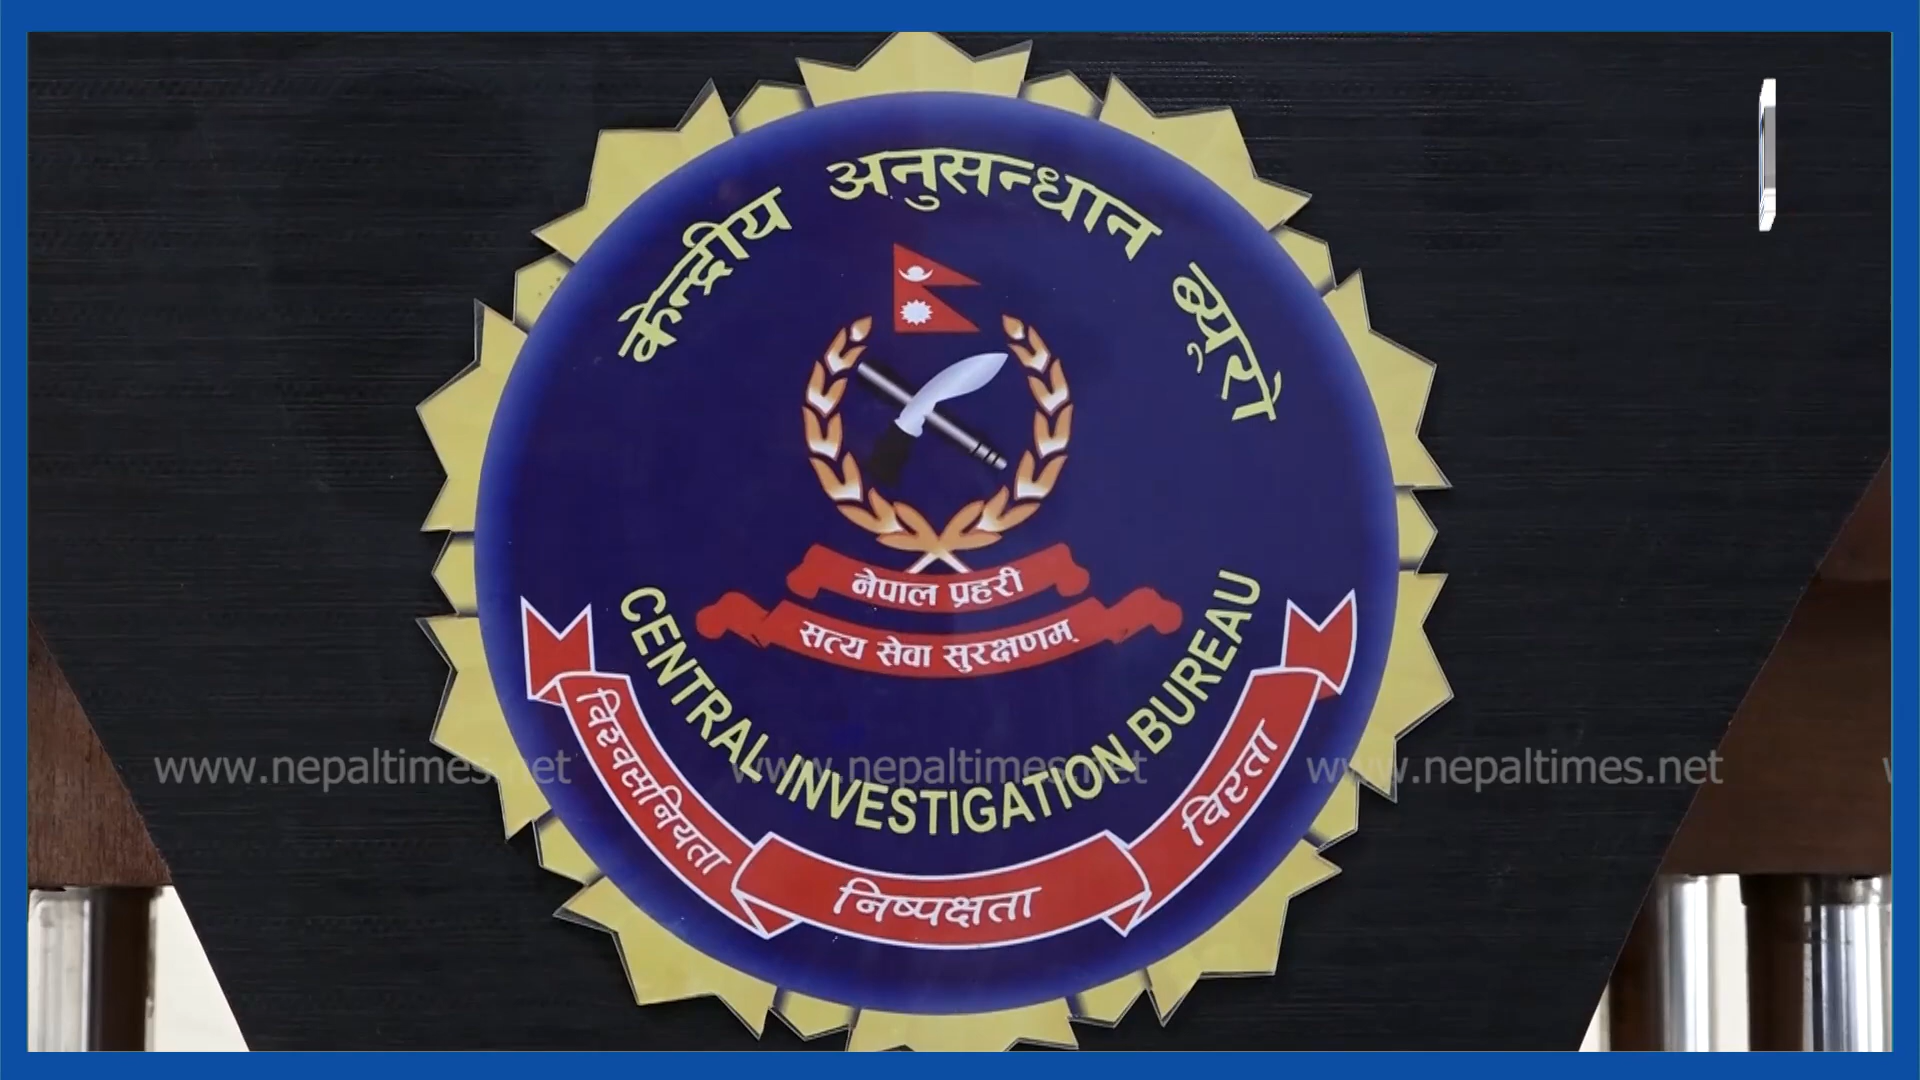 केन्द्रीय अनुसन्धान ब्यूरो
नेपाल प्रहरी
सत्य सेवा सुरक्षणम्
CENTRAL INVESTIGATION BUREAU
विश्वसनियता
निष्पक्षता
विरता
www.nepaltimes.net
www.nepaltimes.net
www.nepaltimes.net